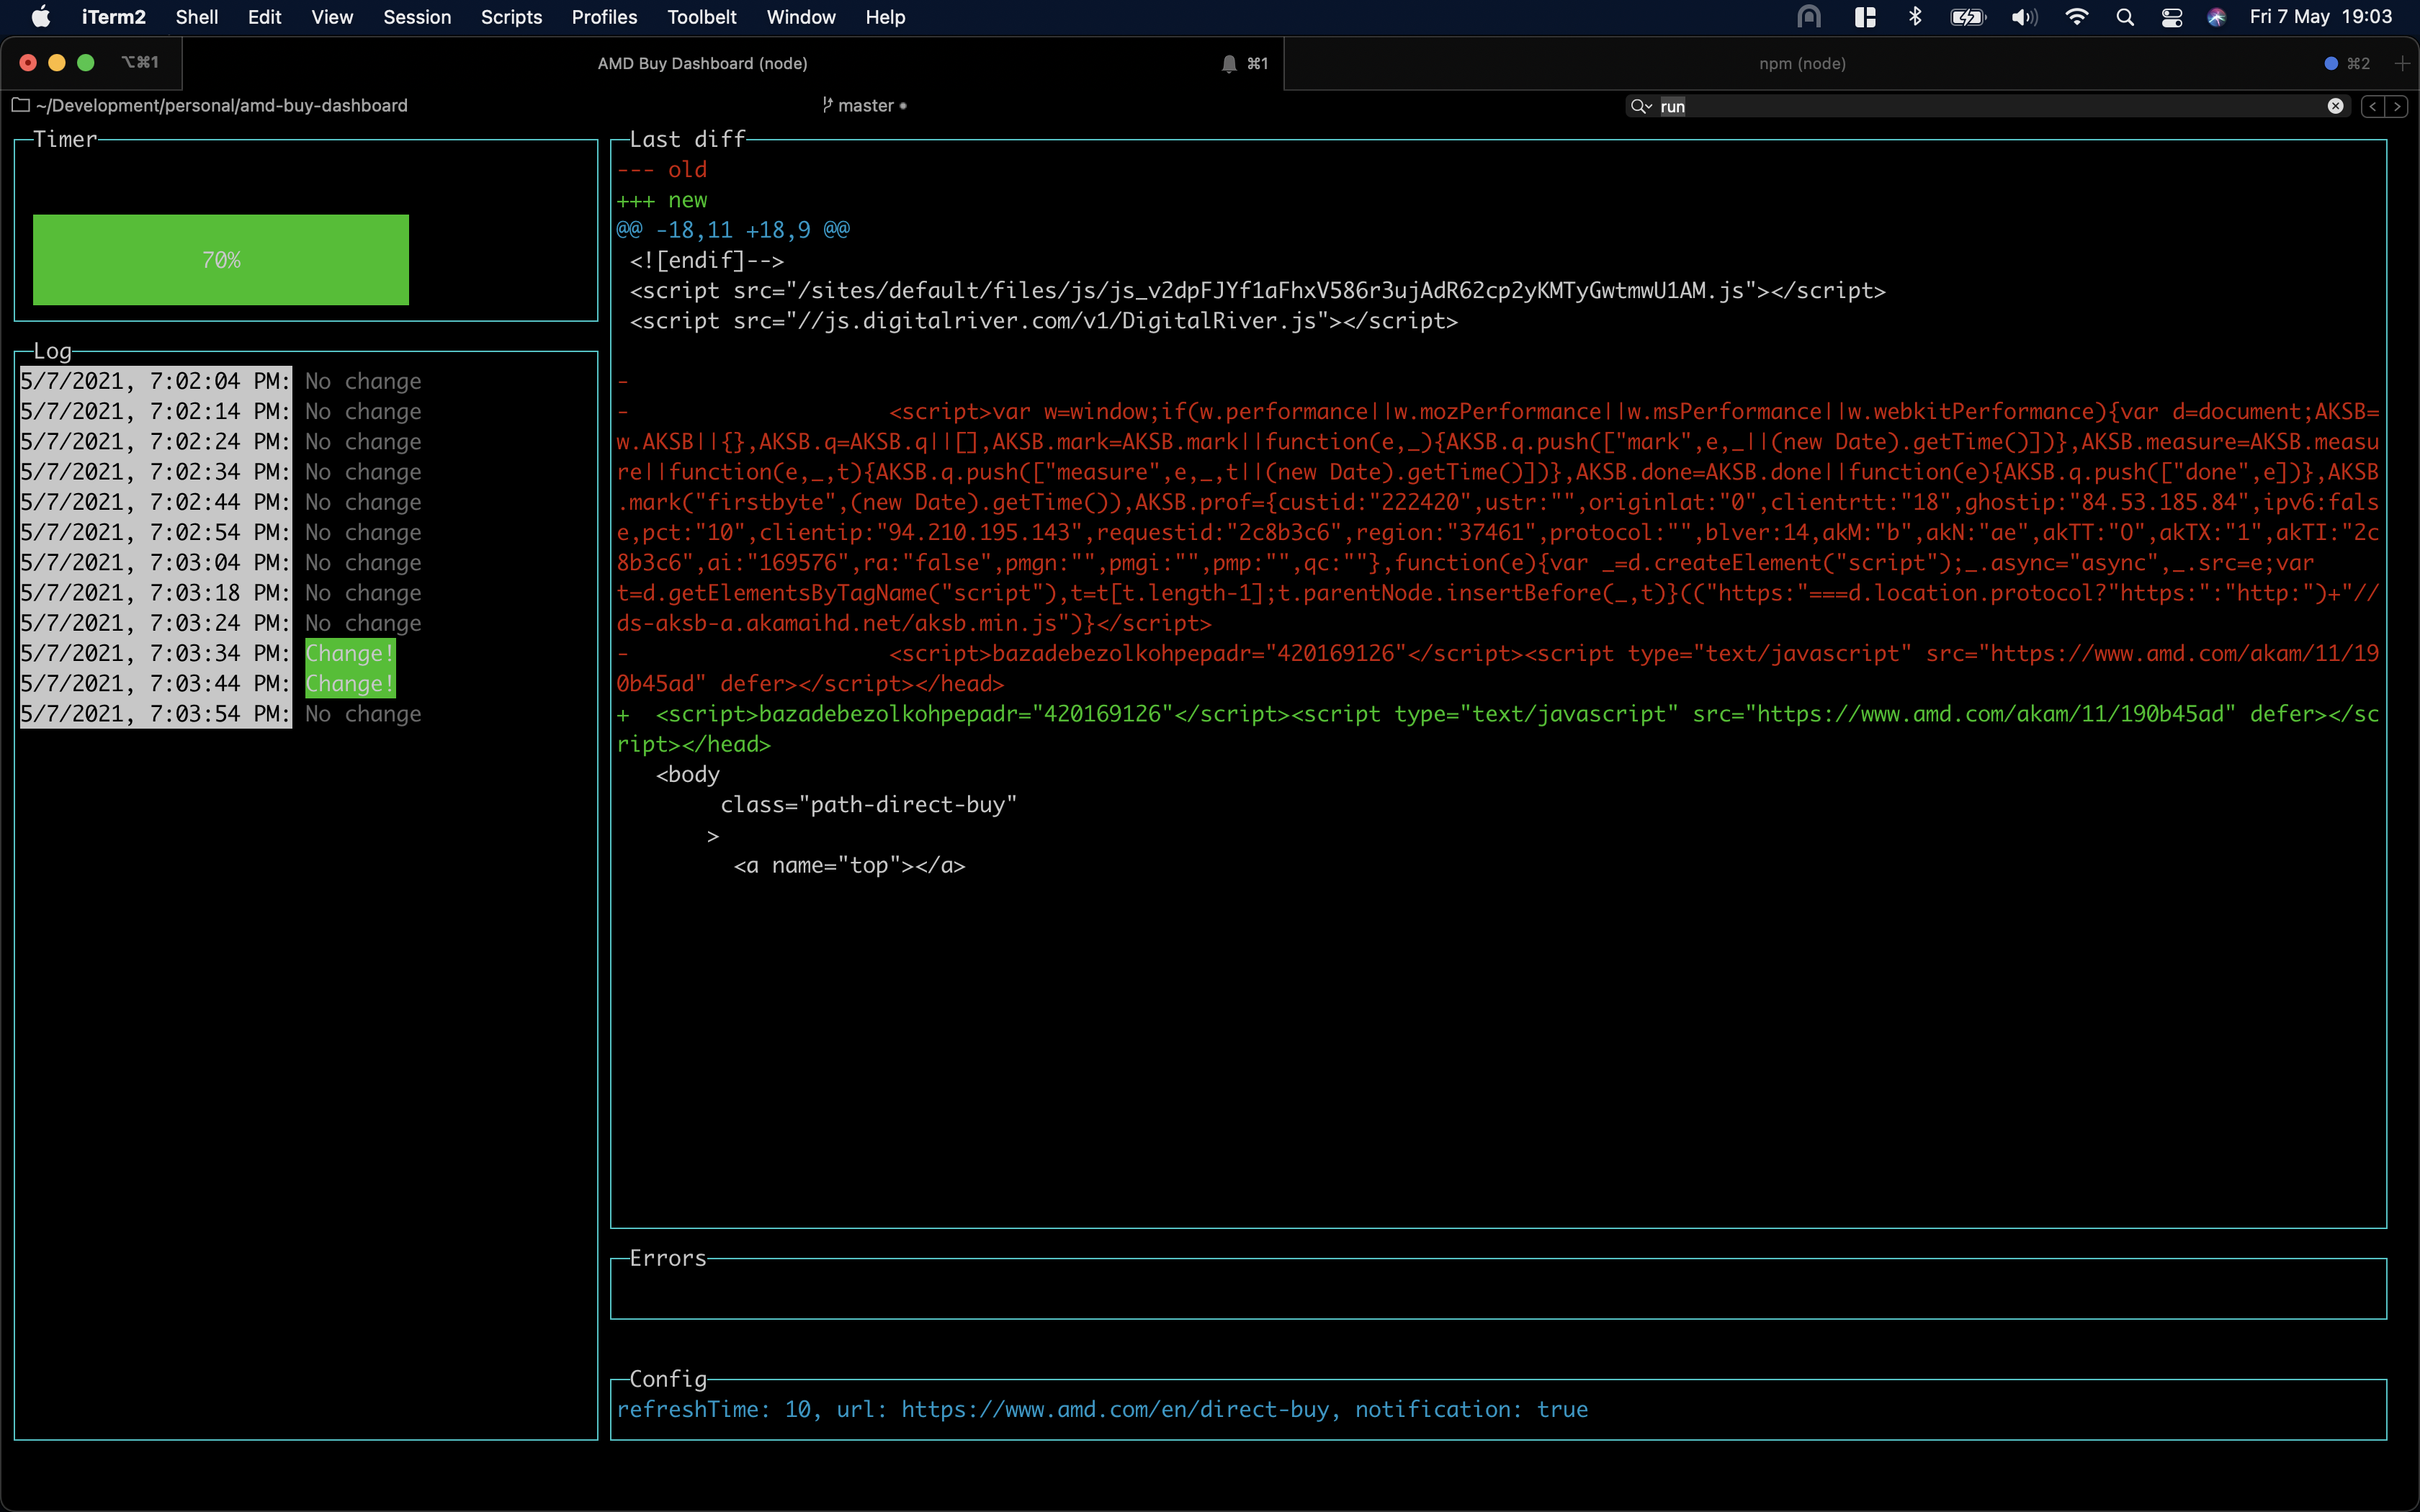 iTerm2 Shell Edit View Session Scripts Profiles Toolbelt Window Help Fri 7 May 19:03
⌥⌘1 AMD Buy Dashboard (node) ⌘1 npm (node) ⌘2 +
~/Development/personal/amd-buy-dashboard master • run < >
Timer
70%
Log
5/7/2021, 7:02:04 PM: No change
5/7/2021, 7:02:14 PM: No change
5/7/2021, 7:02:24 PM: No change
5/7/2021, 7:02:34 PM: No change
5/7/2021, 7:02:44 PM: No change
5/7/2021, 7:02:54 PM: No change
5/7/2021, 7:03:04 PM: No change
5/7/2021, 7:03:18 PM: No change
5/7/2021, 7:03:24 PM: No change
5/7/2021, 7:03:34 PM: Change!
5/7/2021, 7:03:44 PM: Change!
5/7/2021, 7:03:54 PM: No change
Last diff
--- old
+++ new
@@ -18,11 +18,9 @@
<![endif]-->
<script src="/sites/default/files/js/js_v2dpFJYf1aFhxV586r3ujAdR62cp2yKMTyGwtmwU1AM.js"></script>
<script src="//js.digitalriver.com/v1/DigitalRiver.js"></script>
-
- <script>var w=window;if(w.performance||w.mozPerformance||w.msPerformance||w.webkitPerformance){var d=document;AKSB=
w.AKSB||{},AKSB.q=AKSB.q||[],AKSB.mark=AKSB.mark||function(e,_){AKSB.q.push(["mark",e,_||(new Date).getTime()])},AKSB.measure=AKSB.measu
re||function(e,_,t){AKSB.q.push(["measure",e,_,t||(new Date).getTime()])},AKSB.done=AKSB.done||function(e){AKSB.q.push(["done",e])},AKSB
.mark("firstbyte",(new Date).getTime()),AKSB.prof={custid:"222420",ustr:"",originlat:"0",clientrtt:"18",ghostip:"84.53.185.84",ipv6:fals
e,pct:"10",clientip:"94.210.195.143",requestid:"2c8b3c6",region:"37461",protocol:"",blver:14,akM:"b",akN:"ae",akTT:"O",akTX:"1",akTI:"2c
8b3c6",ai:"169576",ra:"false",pmgn:"",pmgi:"",pmp:"",qc:""},function(e){var _=d.createElement("script");_.async="async",_.src=e;var
t=d.getElementsByTagName("script"),t=t[t.length-1];t.parentNode.insertBefore(_,t)}(("https:"===d.location.protocol?"https:":"http:")+"//
ds-aksb-a.akamaihd.net/aksb.min.js")}</script>
- <script>bazadebezolkohpepadr="420169126"</script><script type="text/javascript" src="https://www.amd.com/akam/11/19
0b45ad" defer></script></head>
+ <script>bazadebezolkohpepadr="420169126"</script><script type="text/javascript" src="https://www.amd.com/akam/11/190b45ad" defer></sc
ript></head>
<body
class="path-direct-buy"
>
<a name="top"></a>
Errors
Config
refreshTime: 10, url: https://www.amd.com/en/direct-buy, notification: true